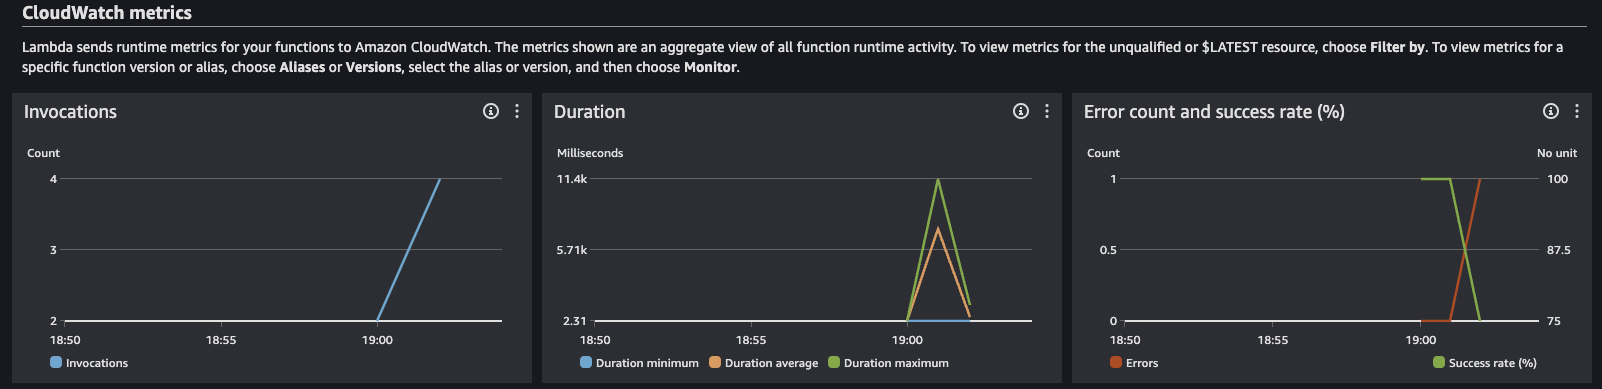 CloudWatch metrics
Lambda sends runtime metrics for your functions to Amazon CloudWatch. The metrics shown are an aggregate view of all function runtime activity. To view metrics for the unqualified or $LATEST resource, choose Filter by. To view metrics for a
specific function version or alias, choose Aliases or Versions, select the alias or version, and then choose Monitor.
Invocations
Count
4
3
2
18:50 18:55 19:00
Invocations
Duration
Milliseconds
11.4k
5.71k
2.31
18:50 18:55 19:00
Duration minimum Duration average Duration maximum
Error count and success rate (%)
Count No unit
1 100
0.5 87.5
0 75
18:50 18:55 19:00
Errors Success rate (%)